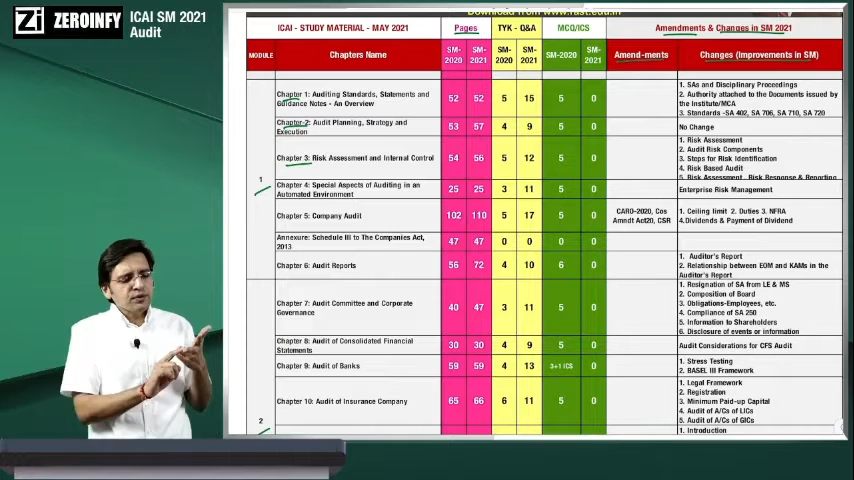 Zi ZEROINFY
ICAI SM 2021
Audit
Download from www.fast.edu.in
ICAI - STUDY MATERIAL - MAY 2021 Pages TYK - Q&A MCQ/ICS Amendments & Changes in SM 2021
MODULE Chapters Name SM-2020 SM-2021 SM-2020 SM-2021 SM-2020 SM-2021 Amend-ments Changes (Improvements in SM)
1
Chapter 1: Auditing Standards, Statements and
Guidance Notes - An Overview
52 52 5 15 5 0
1. SAs and Disciplinary Proceedings
2. Authority attached to the Documents issued by
the Institute/MCA
3. Standards -SA 402, SA 706, SA 710, SA 720
Chapter-2: Audit Planning, Strategy and
Execution
53 57 4 9 5 0
No Change
Chapter 3: Risk Assessment and Internal Control
54 56 5 12 5 0
1. Risk Assessment
2. Audit Risk Components
3. Steps for Risk Identification
4. Risk Based Audit
5. Risk Assessment, Risk Response & Reporting
Chapter 4: Special Aspects of Auditing in an
Automated Environment
25 25 3 11 5 0
Enterprise Risk Management
Chapter 5: Company Audit
102 110 5 17 5 0
CARO-2020, Cos
Amndt Act20, CSR
1. Ceiling limit 2. Duties 3. NFRA
4.Dividends & Payment of Dividend
Annexure: Schedule III to The Companies Act,
2013
47 47 0 0 0 0
Chapter 6: Audit Reports
56 72 4 10 6 0
1. Auditor's Report
2. Relationship between EOM and KAMs in the
Auditor's Report
2
Chapter 7: Audit Committee and Corporate
Governance
40 47 3 11 5 0
1. Resignation of SA from LE & MS
2. Composition of Board
3. Obligations-Employees, etc.
4. Compliance of SA 250
5. Information to Shareholders
6. Disclosure of events or information
Chapter 8: Audit of Consolidated Financial
Statements
30 30 4 9 5 0
Audit Considerations for CFS Audit
Chapter 9: Audit of Banks
59 59 4 13 3+1 ICS 0
1. Stress Testing
2. BASEL III Framework
Chapter 10: Audit of Insurance Company
65 66 6 11 5 0
1. Legal Framework
2. Registration
3. Minimum Paid-up Capital
4. Audit of A/Cs of LICs
5. Audit of A/Cs of GICs
1. Introduction